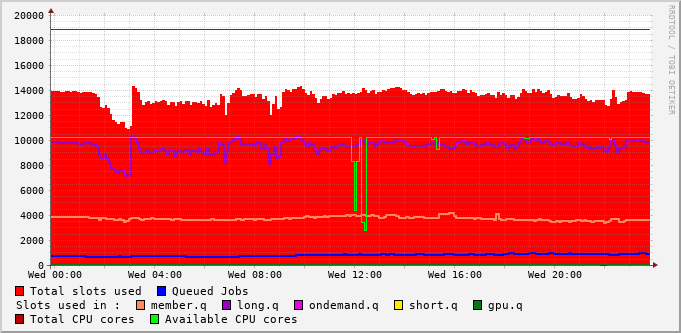 RRDTOOL / TOBI OETIKER
20000
18000
16000
14000
12000
10000
8000
6000
4000
2000
0
Wed 00:00 Wed 04:00 Wed 08:00 Wed 12:00 Wed 16:00 Wed 20:00
Total slots used Queued Jobs
Slots used in : member.q long.q ondemand.q short.q gpu.q
Total CPU cores Available CPU cores